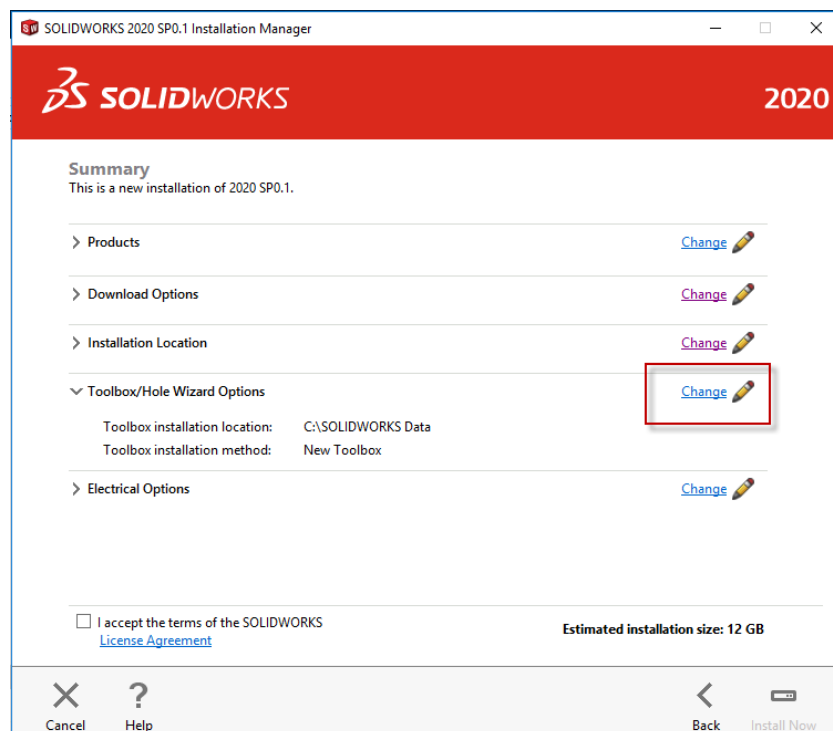 SOLIDWORKS 2020 SP0.1 Installation Manager
SOLIDWORKS 2020
Summary
This is a new installation of 2020 SP0.1.
Products Change
Download Options Change
Installation Location Change
Toolbox/Hole Wizard Options Change
Toolbox installation location: C:\SOLIDWORKS Data
Toolbox installation method: New Toolbox
Electrical Options Change
I accept the terms of the SOLIDWORKS
License Agreement
Estimated installation size: 12 GB
Cancel Help Back Install Now